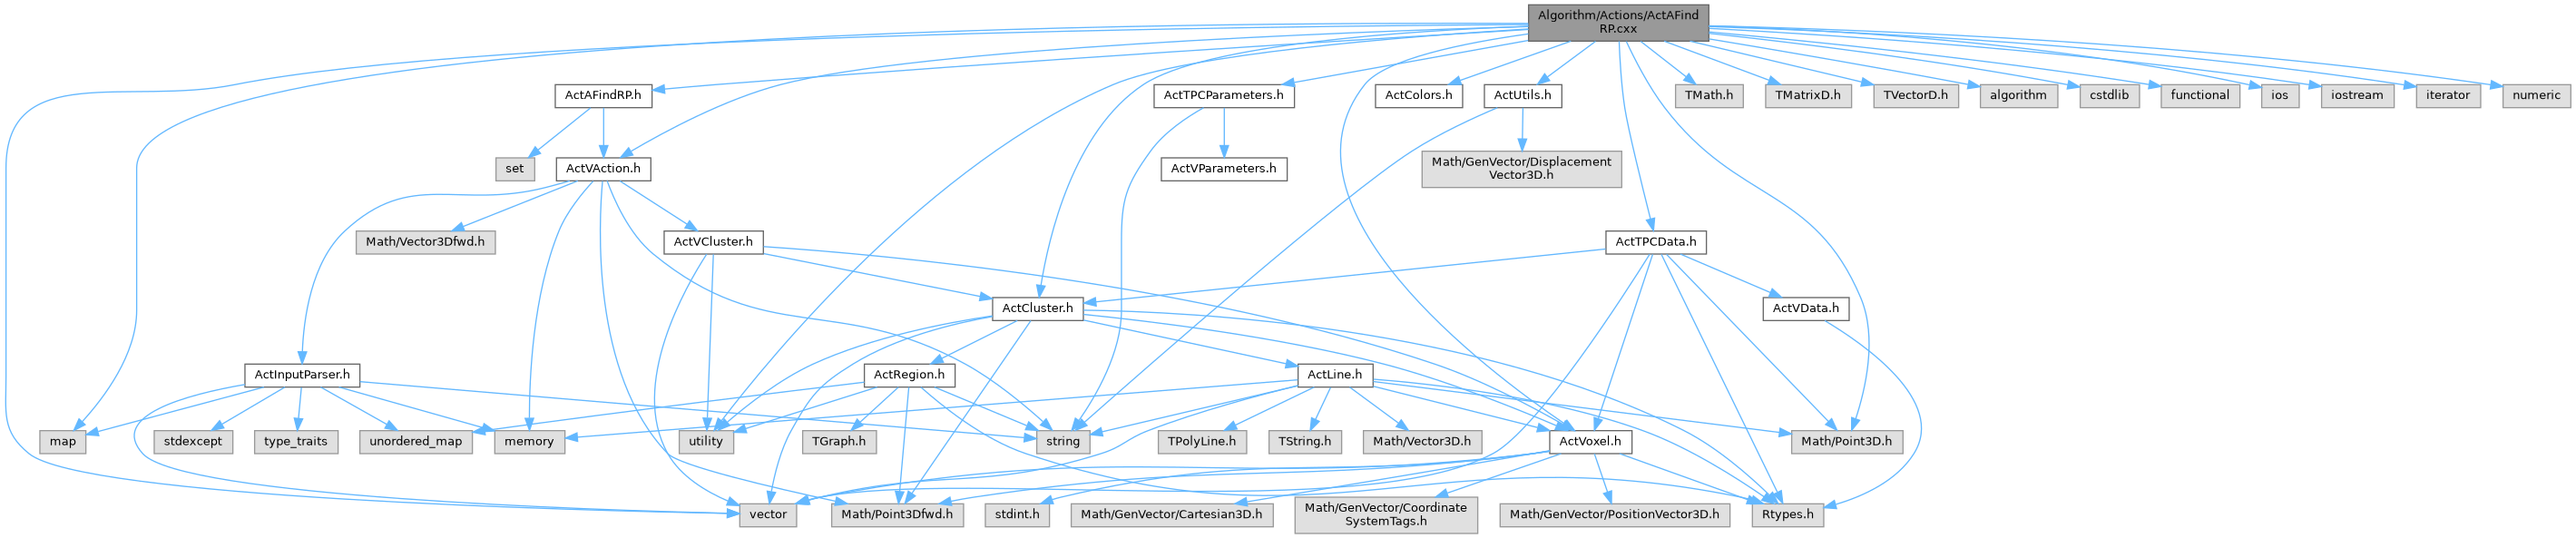 Algorithm/Actions/ActAFind
RP.cxx
ActAFindRP.h
ActTPCParameters.h
ActColors.h
ActUtils.h
TMath.h
TMatrixD.h
TVectorD.h
algorithm
cstdlib
functional
ios
iostream
iterator
numeric
set
ActVAction.h
ActVParameters.h
Math/GenVector/Displacement
Vector3D.h
Math/Vector3Dfwd.h
ActVCluster.h
ActTPCData.h
ActCluster.h
ActVData.h
ActInputParser.h
ActRegion.h
ActLine.h
map
stdexcept
type_traits
unordered_map
memory
utility
TGraph.h
string
TPolyLine.h
TString.h
Math/Vector3D.h
ActVoxel.h
Math/Point3D.h
vector
Math/Point3Dfwd.h
stdint.h
Math/GenVector/Cartesian3D.h
Math/GenVector/Coordinate
SystemTags.h
Math/GenVector/PositionVector3D.h
Rtypes.h